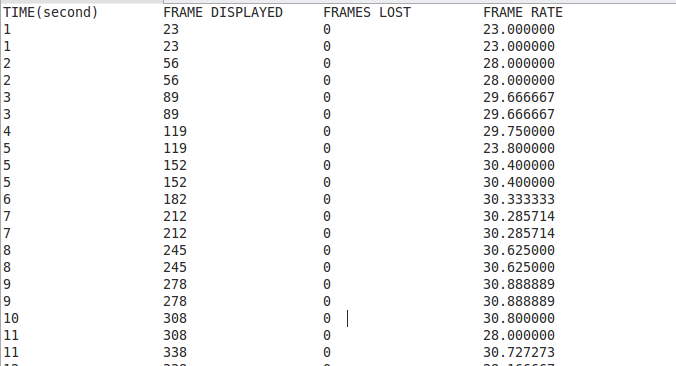 TIME(second) FRAME DISPLAYED FRAMES LOST FRAME RATE
1 23 0 23.000000
1 23 0 23.000000
2 56 0 28.000000
2 56 0 28.000000
3 89 0 29.666667
3 89 0 29.666667
4 119 0 29.750000
5 119 0 23.800000
5 152 0 30.400000
5 152 0 30.400000
6 182 0 30.333333
7 212 0 30.285714
7 212 0 30.285714
8 245 0 30.625000
8 245 0 30.625000
9 278 0 30.888889
9 278 0 30.888889
10 308 0 30.800000
11 308 0 28.000000
11 338 0 30.727273